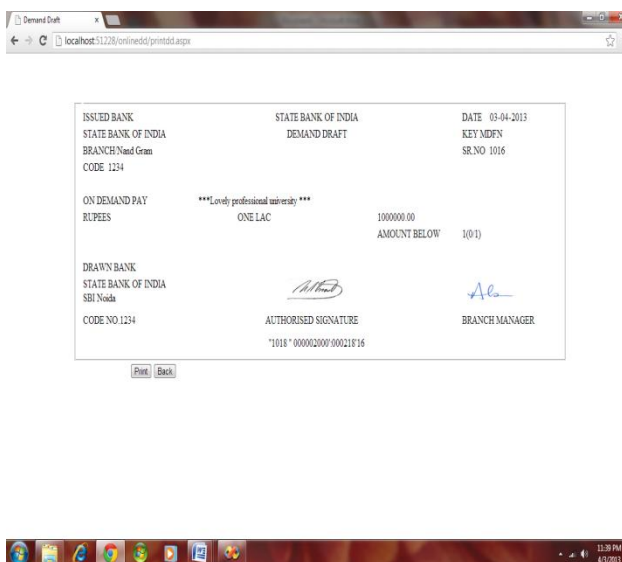 Demand Draft
localhost:51228/onlinedd/printdd.aspx
ISSUED BANK STATE BANK OF INDIA DATE 03-04-2013
STATE BANK OF INDIA DEMAND DRAFT KEY MDFN
BRANCH/Nand Gram SR.NO 1016
CODE 1234
ON DEMAND PAY ***Lovely professional university ***
RUPEES ONE LAC 1000000.00
AMOUNT BELOW 1(0/1)
DRAWN BANK
STATE BANK OF INDIA
SBI Noida
CODE NO.1234 AUTHORISED SIGNATURE BRANCH MANAGER
"1018 " 000002000':000218'16
Print Back
11:39 PM
4/3/2013